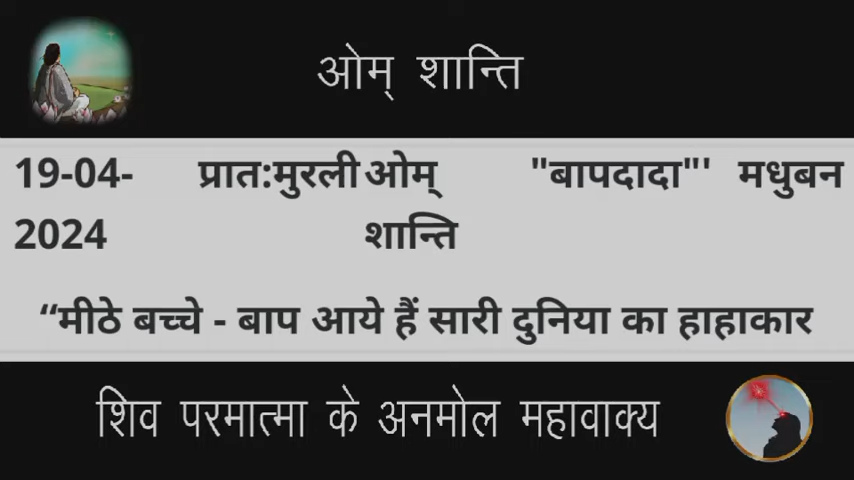 ओम् शान्ति
19-04- प्रात:मुरली ओम् "बापदादा"' मधुबन
2024 शान्ति
“मीठे बच्चे - बाप आये हैं सारी दुनिया का हाहाकार
शिव परमात्मा के अनमोल महावाक्य